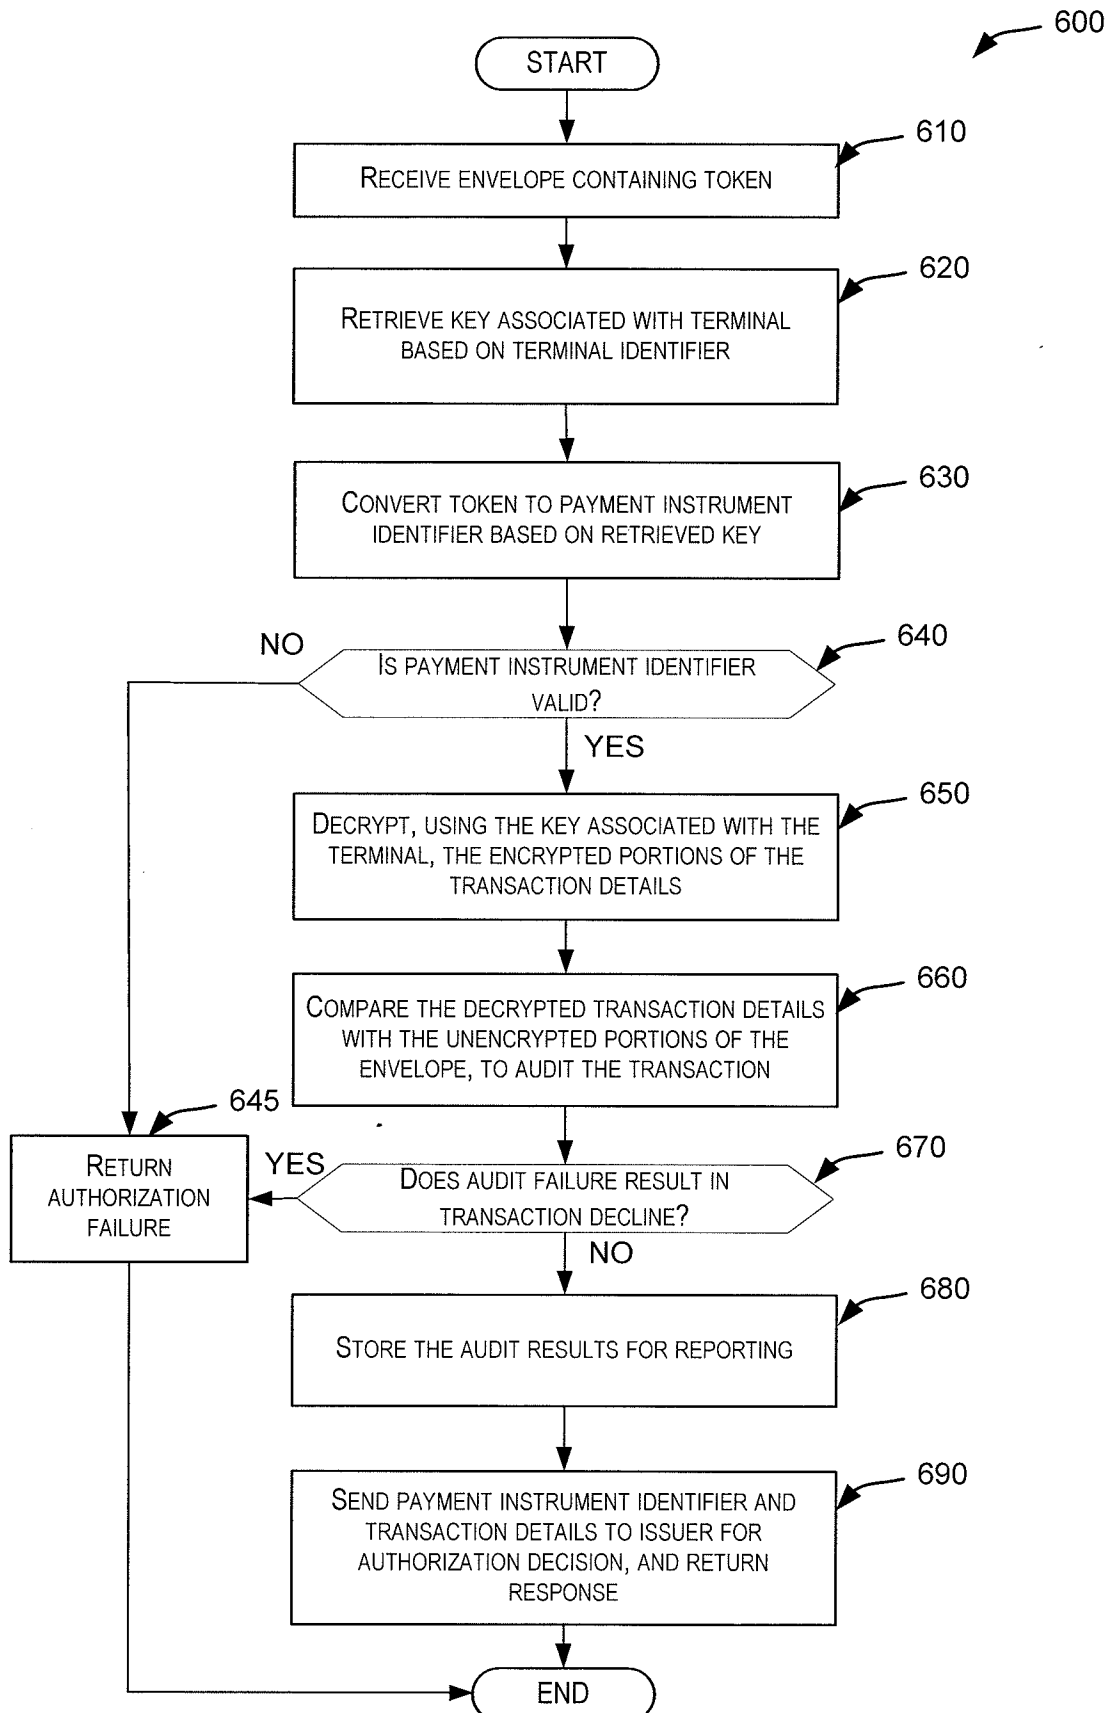 600
START
610
RECEIVE ENVELOPE CONTAINING TOKEN
620
RETRIEVE KEY ASSOCIATED WITH TERMINAL
BASED ON TERMINAL IDENTIFIER
630
CONVERT TOKEN TO PAYMENT INSTRUMENT
IDENTIFIER BASED ON RETRIEVED KEY
640
NO
IS PAYMENT INSTRUMENT IDENTIFIER
VALID?
YES
650
DECRYPT, USING THE KEY ASSOCIATED WITH THE
TERMINAL, THE ENCRYPTED PORTIONS OF THE
TRANSACTION DETAILS
660
COMPARE THE DECRYPTED TRANSACTION DETAILS
WITH THE UNENCRYPTED PORTIONS OF THE
ENVELOPE, TO AUDIT THE TRANSACTION
645
RETURN
AUTHORIZATION
FAILURE
YES
670
DOES AUDIT FAILURE RESULT IN
TRANSACTION DECLINE?
NO
680
STORE THE AUDIT RESULTS FOR REPORTING
690
SEND PAYMENT INSTRUMENT IDENTIFIER AND
TRANSACTION DETAILS TO ISSUER FOR
AUTHORIZATION DECISION, AND RETURN
RESPONSE
END